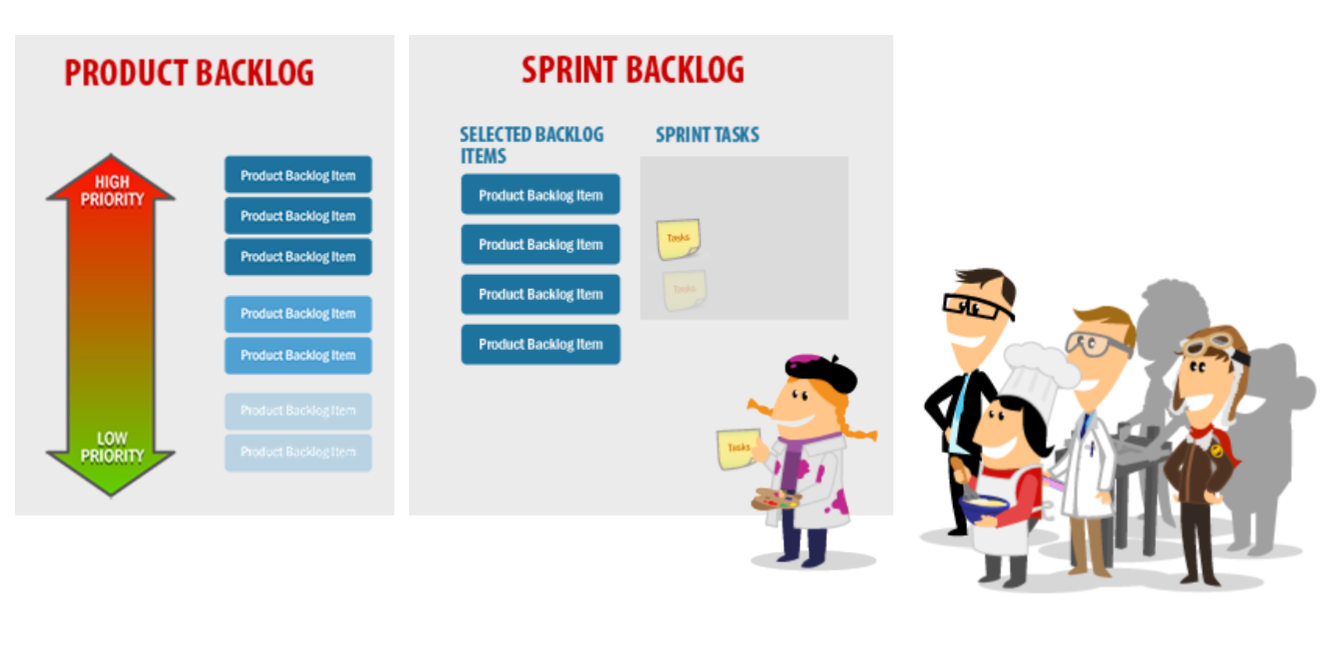 PRODUCT BACKLOG
HIGH
PRIORITY
LOW
PRIORITY
Product Backlog Item
Product Backlog Item
Product Backlog Item
Product Backlog Item
Product Backlog Item
Product Backlog Item
Product Backlog Item
SPRINT BACKLOG
SELECTED BACKLOG
ITEMS
Product Backlog Item
Product Backlog Item
Product Backlog Item
Product Backlog Item
SPRINT TASKS
Tasks
Tasks
Tasks